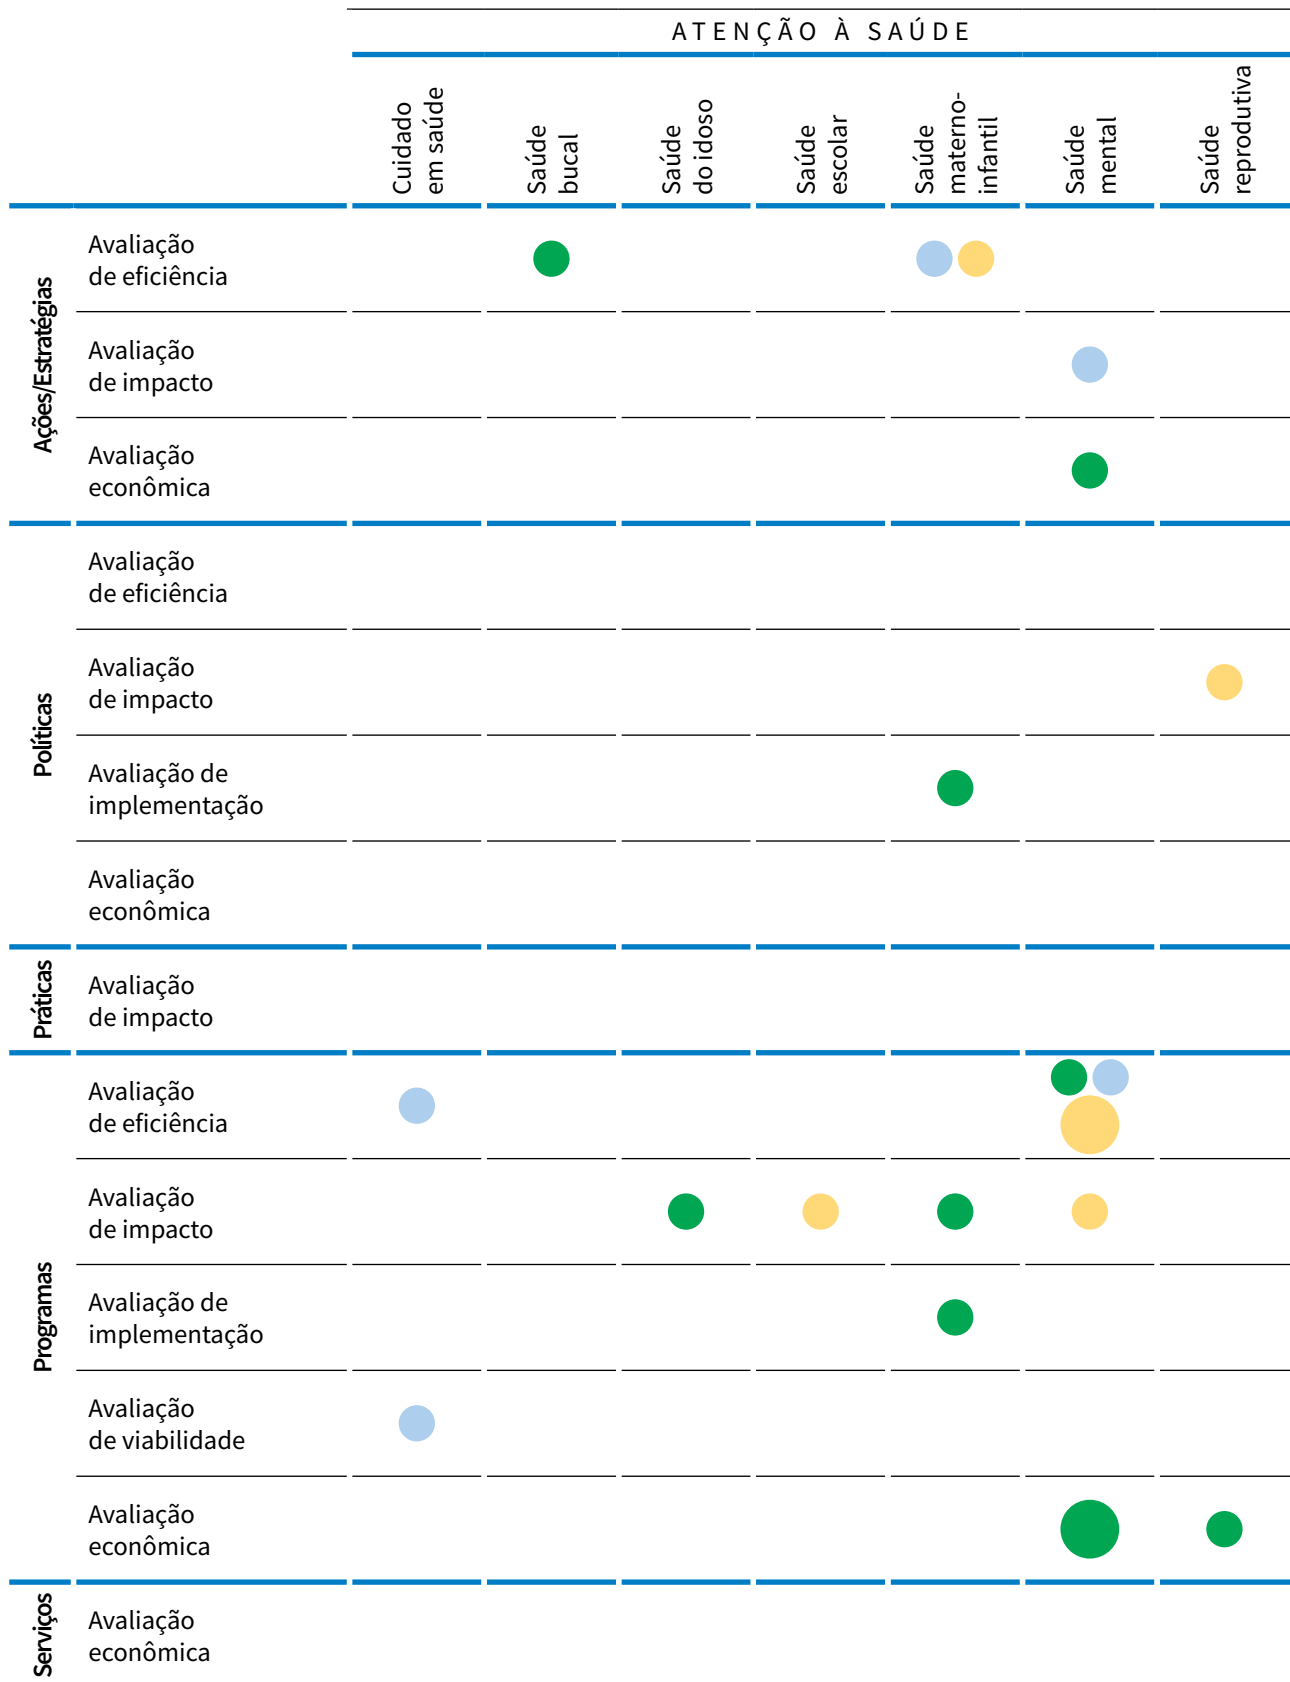 ATENÇÃO À SAÚDE
Cuidado
em saúde
Saúde
bucal
Saúde
do idoso
Saúde
escolar
Saúde
materno-
infantil
Saúde
mental
Saúde
reprodutiva
Ações/Estratégias
Avaliação
de eficiência
Avaliação
de impacto
Avaliação
econômica
Políticas
Avaliação
de eficiência
Avaliação
de impacto
Avaliação de
implementação
Avaliação
econômica
Práticas
Avaliação
de impacto
Programas
Avaliação
de eficiência
Avaliação
de impacto
Avaliação de
implementação
Avaliação
de viabilidade
Avaliação
econômica
Serviços
Avaliação
econômica